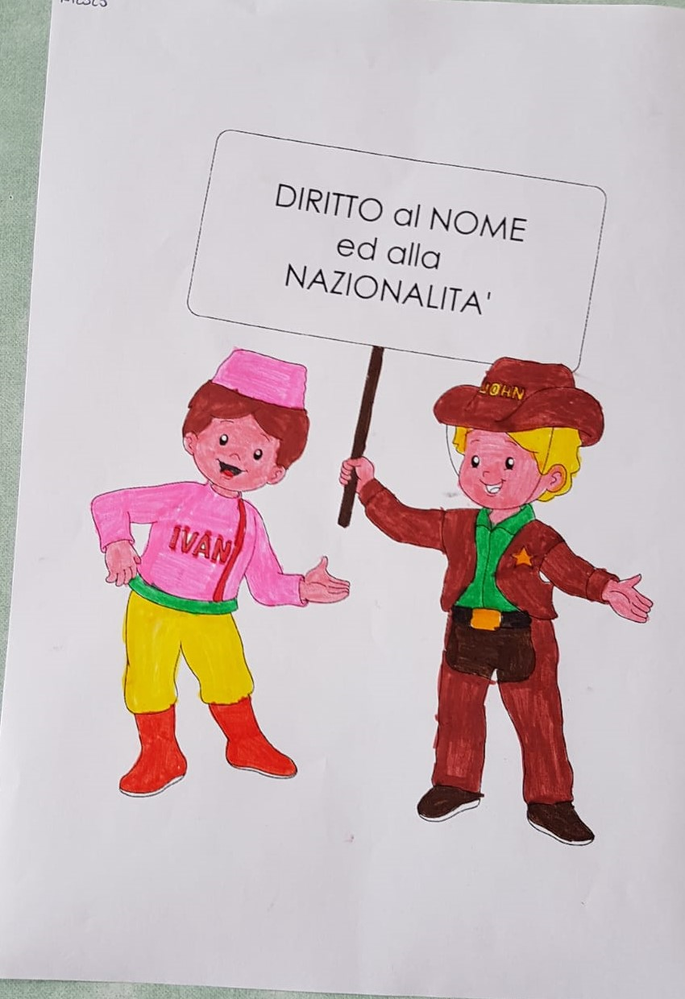 DIRITTO al NOME
ed alla
NAZIONALITA'
JOHN
IVAN